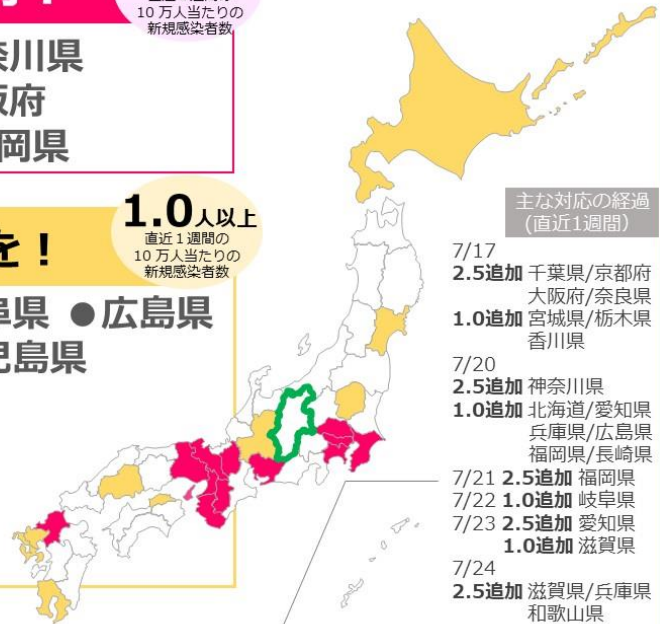 10 万人当たりの
新規感染者数
奈川県
阪府
岡県
1.0人以上
直近1週間の
10 万人当たりの
新規感染者数
を！
阜県 ●広島県
児島県
主な対応の経過
(直近1週間）
7/17
2.5追加 千葉県/京都府
大阪府/奈良県
1.0追加 宮城県/栃木県
香川県
7/20
2.5追加 神奈川県
1.0追加 北海道/愛知県
兵庫県/広島県
福岡県/長崎県
7/21 2.5追加 福岡県
7/22 1.0追加 岐阜県
7/23 2.5追加 愛知県
1.0追加 滋賀県
7/24
2.5追加 滋賀県/兵庫県
和歌山県